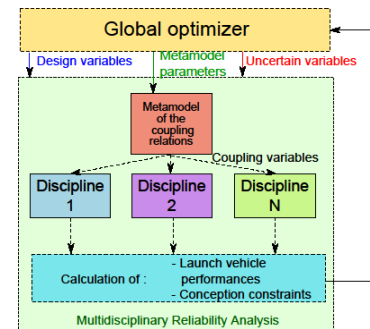 Global optimizer
Design variables
Metamodel
parameters
Uncertain variables
Metamodel
of the
coupling
relations
Coupling variables
Discipline
1
Discipline
2
Discipline
N
Calculation of :
- Launch vehicle
performances
- Conception constraints
Multidisciplinary Reliability Analysis